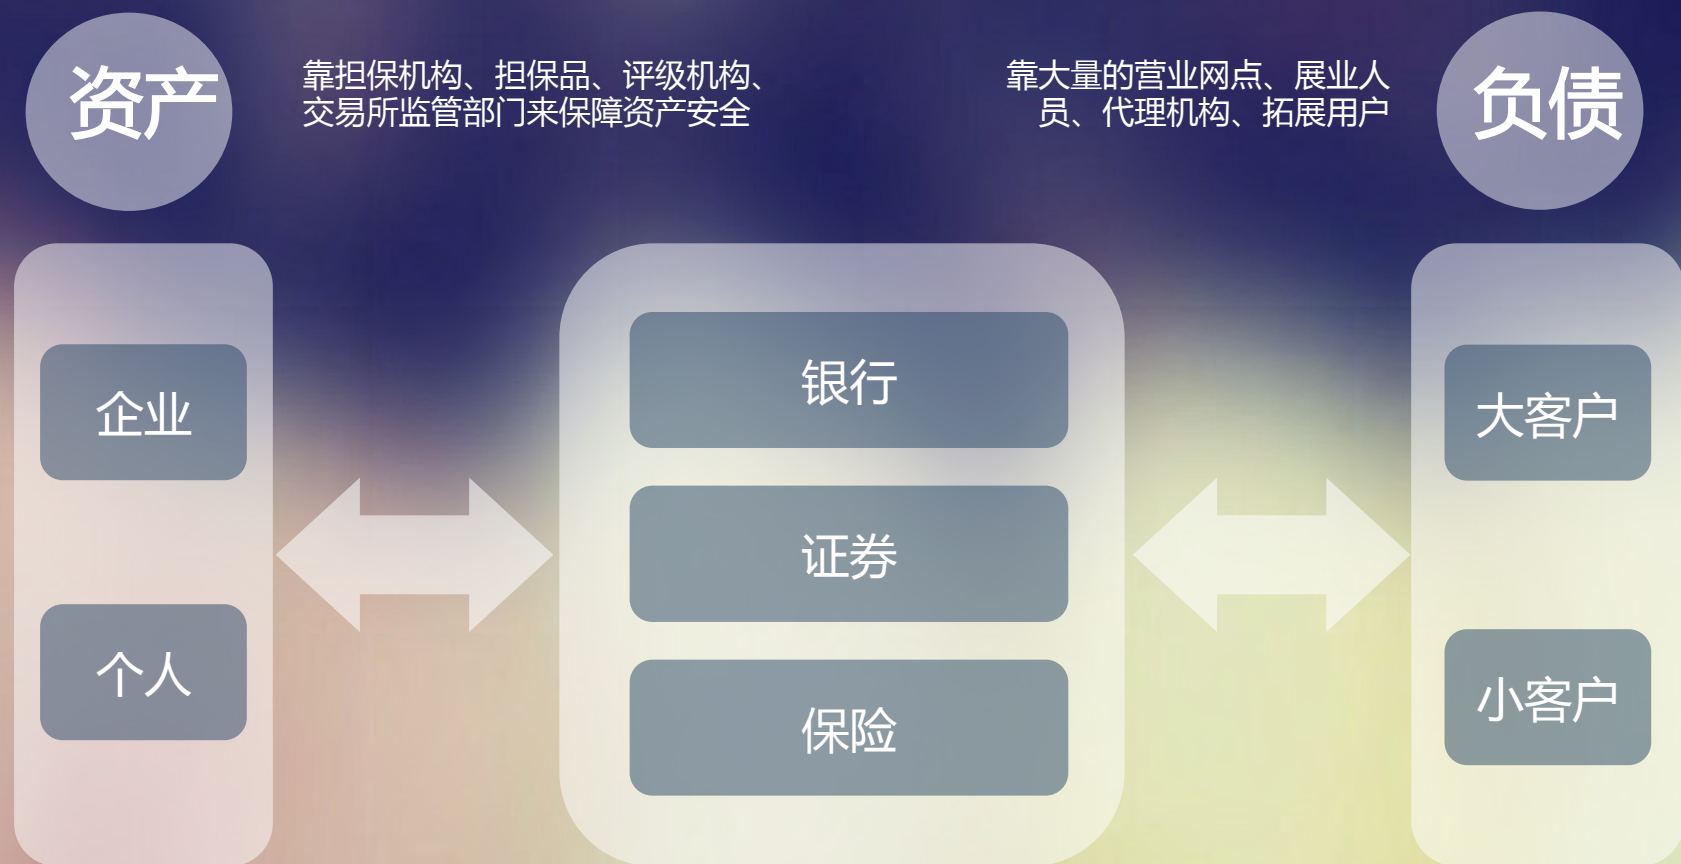 资产
靠担保机构、担保品、评级机构、
交易所监管部门来保障资产安全
靠大量的营业网点、展业人
员、代理机构、拓展用户
负债
企业
个人
银行
证券
保险
大客户
小客户